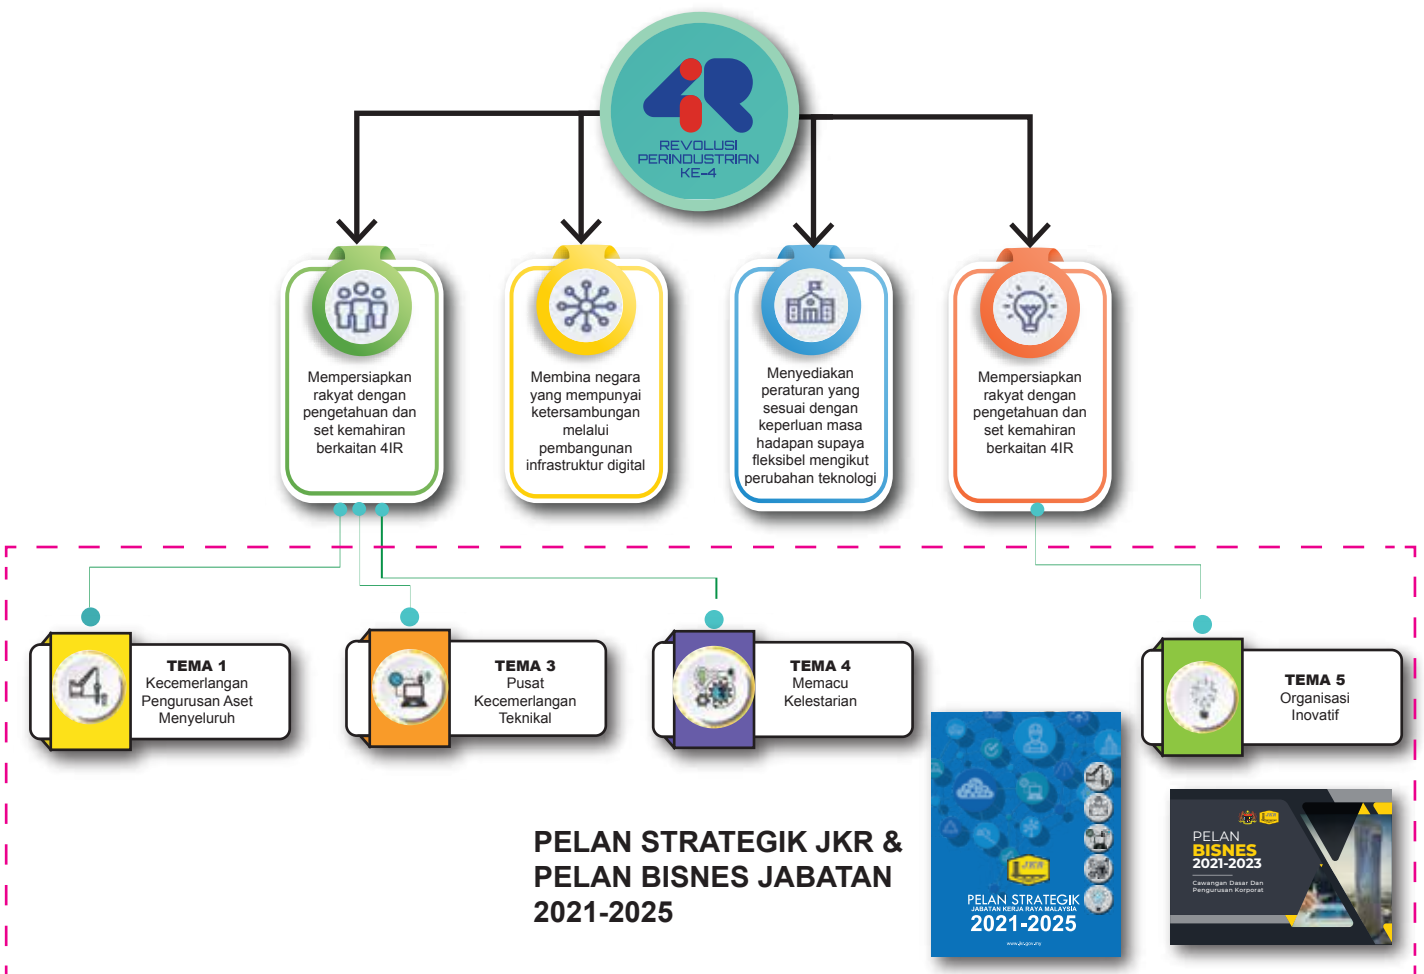 4iR
REVOLUSI
PERINDUSTRIAN
KE-4
Mempersiapkan
rakyat dengan
pengetahuan dan
set kemahiran
berkaitan 4IR
Membina negara
yang mempunyai
ketersambungan
melalui
pembangunan
infrastruktur digital
Menyediakan
peraturan yang
sesuai dengan
keperluan masa
hadapan supaya
fleksibel mengikut
perubahan teknologi
Mempersiapkan
rakyat dengan
pengetahuan dan
set kemahiran
berkaitan 4IR
TEMA 1
Kecemerlangan
Pengurusan Aset
Menyeluruh
TEMA 3
Pusat
Kecemerlangan
Teknikal
TEMA 4
Memacu
Kelestarian
TEMA 5
Organisasi
Inovatif
PELAN STRATEGIK JKR &
PELAN BISNES JABATAN
2021-2025
JKR
PELAN STRATEGIK
JABATAN KERJA RAYA MALAYSIA
2021-2025
www.jkr.gov.my
PELAN
BISNES
2021-2023
Cawangan Dasar Dan
Pengurusan Korporat